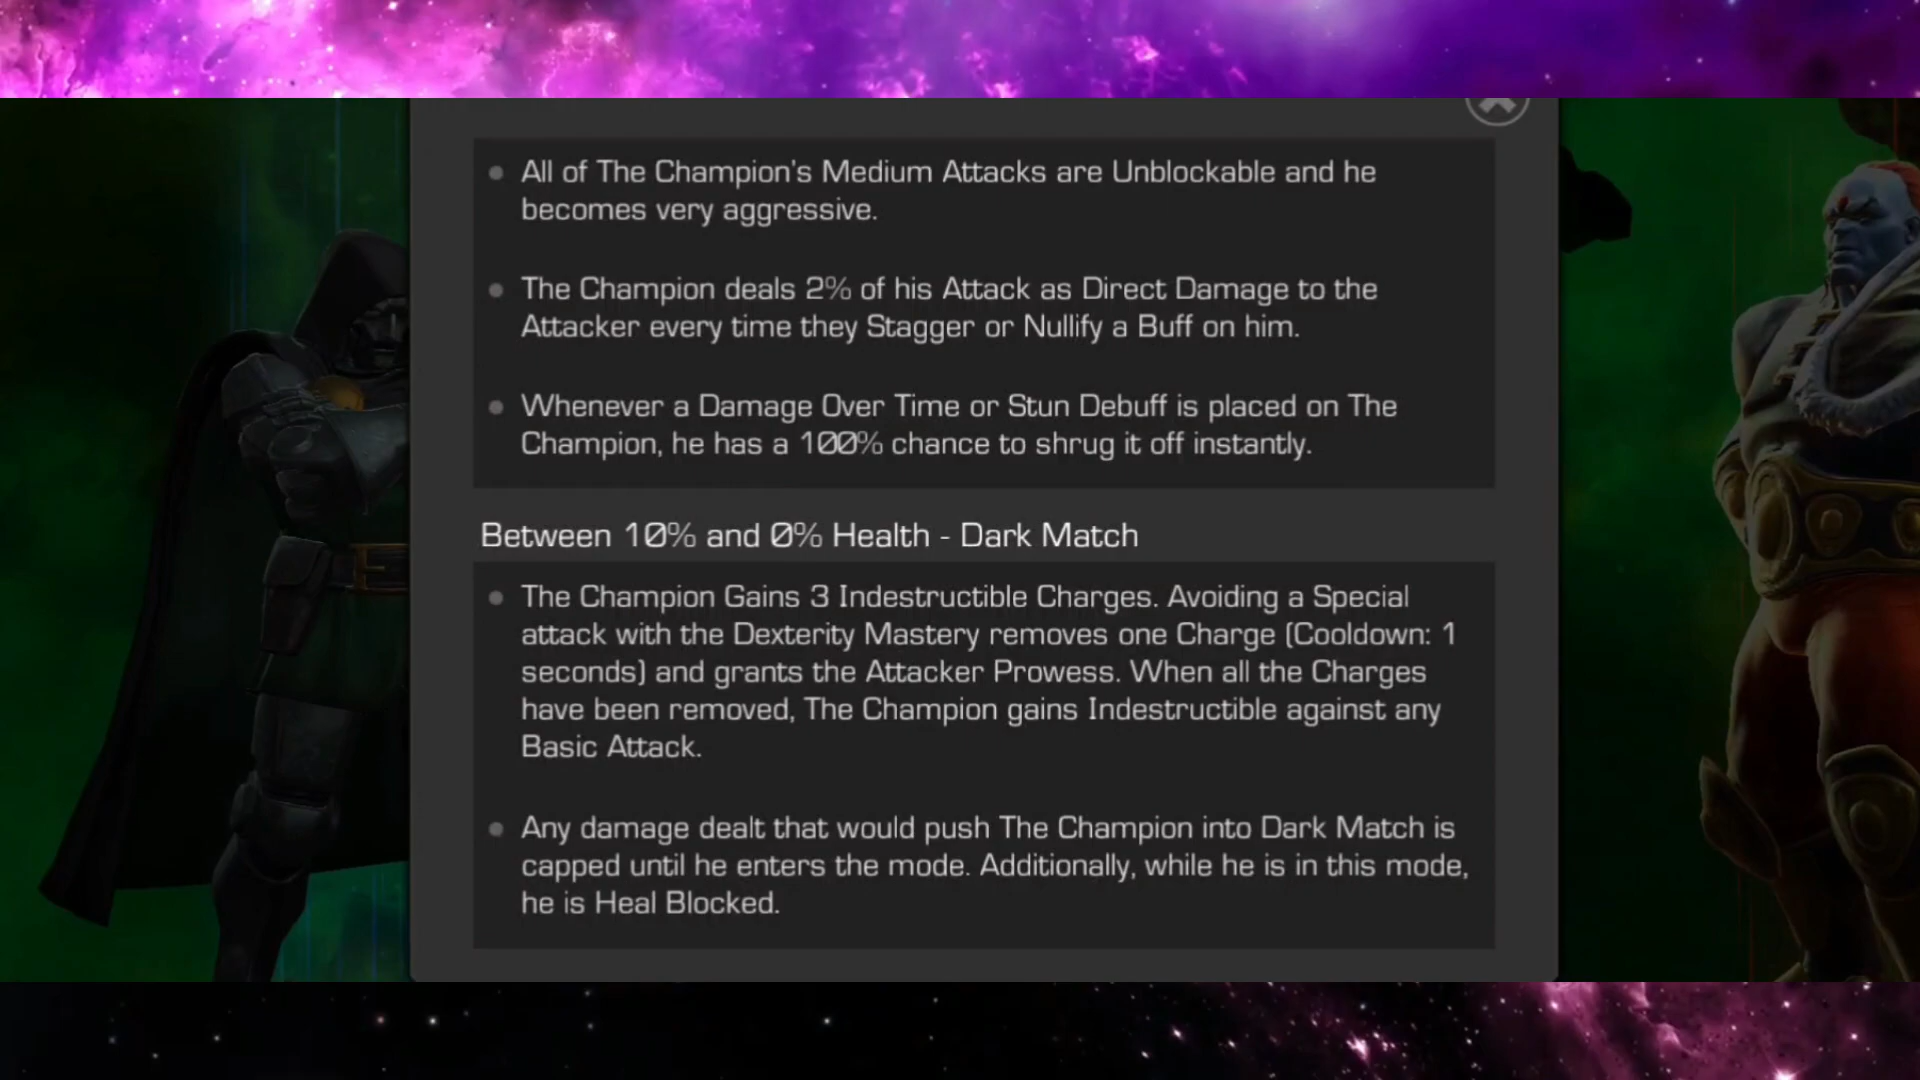 All of The Champion's Medium Attacks are Unblockable and he
becomes very aggressive.
The Champion deals 2% of his Attack as Direct Damage to the
Attacker every time they Stagger or Nullify a Buff on him.
Whenever a Damage Over Time or Stun Debuff is placed on The
Champion, he has a 100% chance to shrug it off instantly.
Between 10% and 0% Health - Dark Match
The Champion Gains 3 Indestructible Charges. Avoiding a Special
attack with the Dexterity Mastery removes one Charge (Cooldown: 1
seconds) and grants the Attacker Prowess. When all the Charges
have been removed, The Champion gains Indestructible against any
Basic Attack.
Any damage dealt that would push The Champion into Dark Match is
capped until he enters the mode. Additionally, while he is in this mode,
he is Heal Blocked.